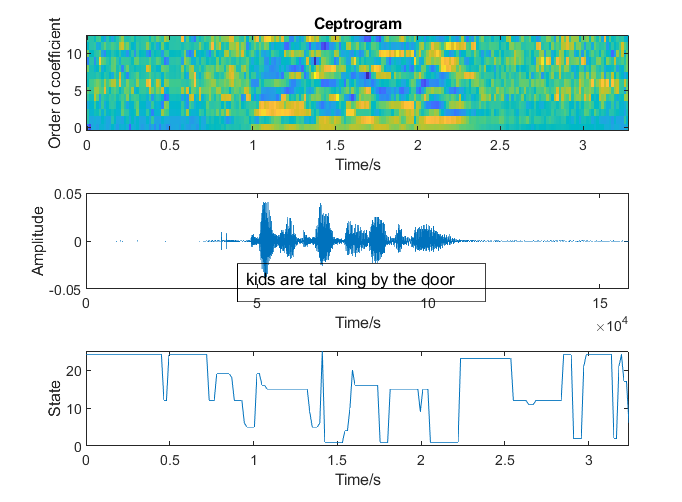 Ceptrogram
Order of coefficient
10
5
0
0 0.5 1 1.5 2 2.5 3
Time/s
Amplitude
0.05
0
-0.05
kids are tal  king by the door
0 5 10 15
×10⁴
Time/s
State
20
10
0
0 0.5 1 1.5 2 2.5 3
Time/s